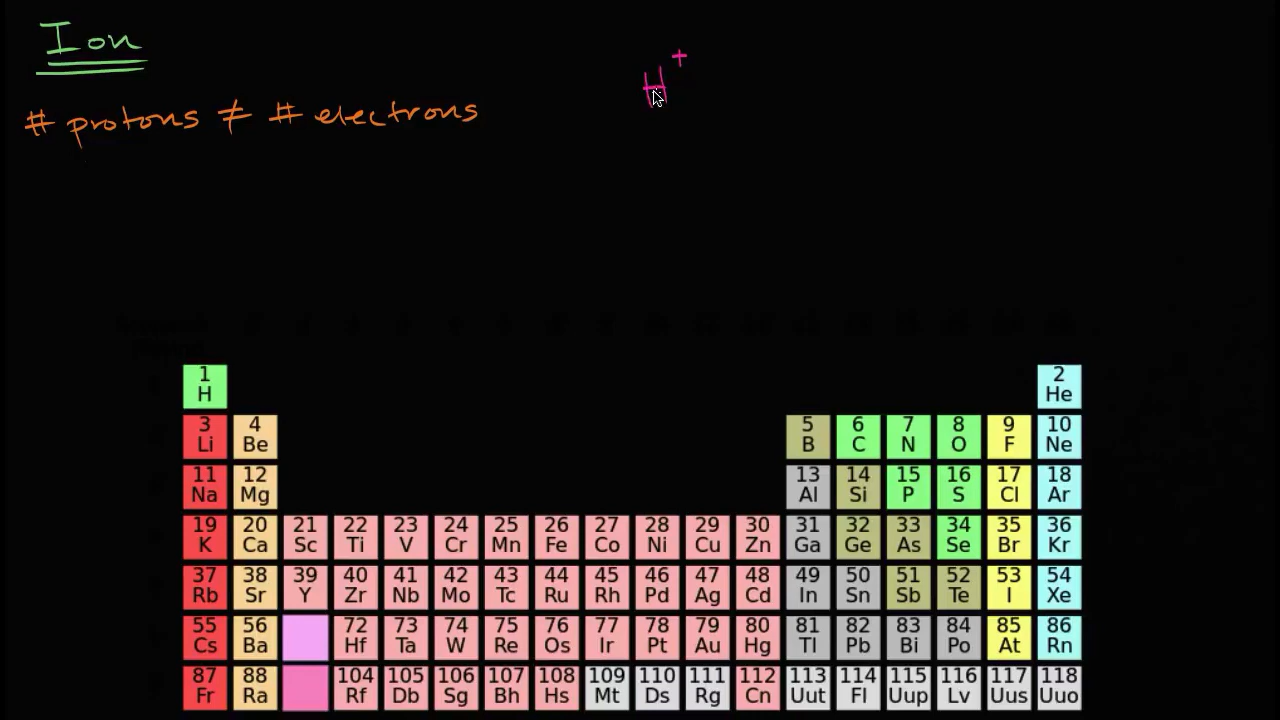 Ion
H+
# protons ≠ # electrons
1 2
H He
3 4 5 6 7 8 9 10
Li Be B C N O F Ne
11 12 13 14 15 16 17 18
Na Mg Al Si P S Cl Ar
19 20 21 22 23 24 25 26 27 28 29 30 31 32 33 34 35 36
K Ca Sc Ti V Cr Mn Fe Co Ni Cu Zn Ga Ge As Se Br Kr
37 38 39 40 41 42 43 44 45 46 47 48 49 50 51 52 53 54
Rb Sr Y Zr Nb Mo Tc Ru Rh Pd Ag Cd In Sn Sb Te I Xe
55 56 72 73 74 75 76 77 78 79 80 81 82 83 84 85 86
Cs Ba Hf Ta W Re Os Ir Pt Au Hg Tl Pb Bi Po At Rn
87 88 104 105 106 107 108 109 110 111 112 113 114 115 116 117 118
Fr Ra Rf Db Sg Bh Hs Mt Ds Rg Cn Uut Fl Uup Lv Uus Uuo